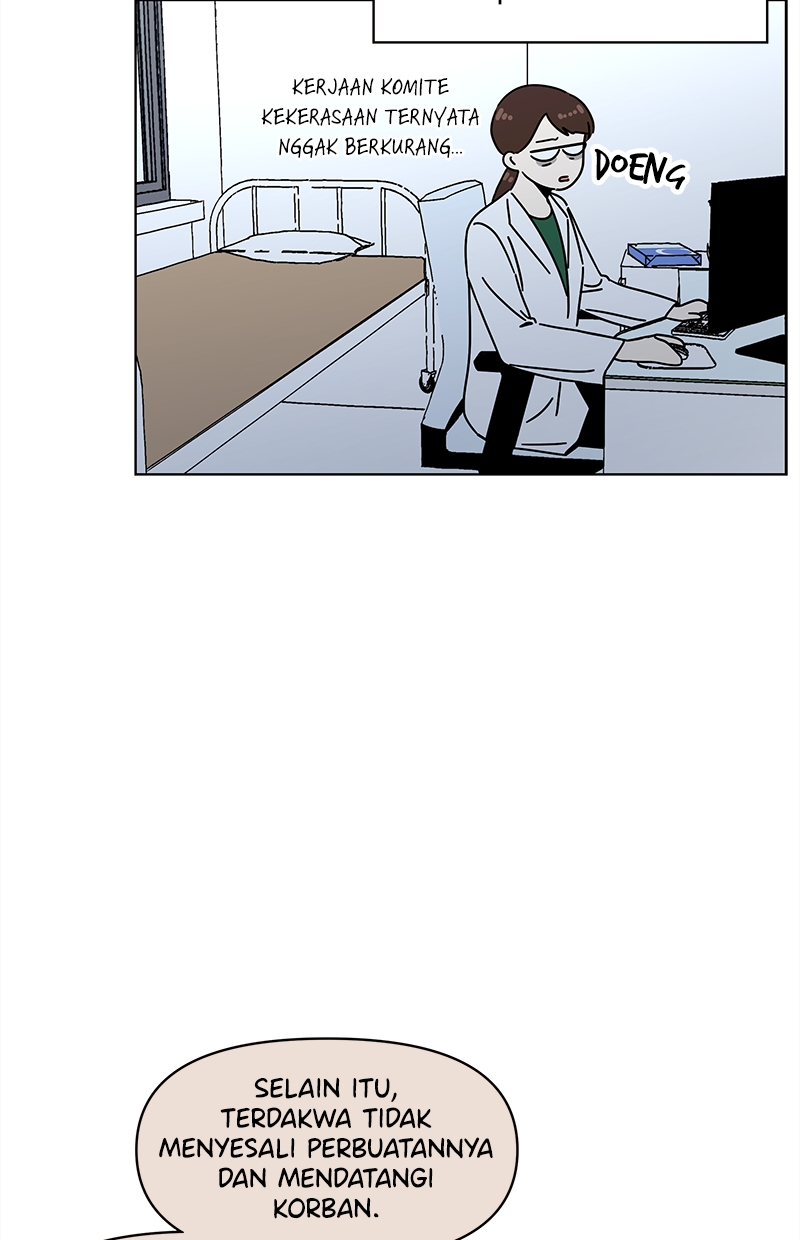 KERJAAN KOMITE
KEKERASAAN TERNYATA
NGGAK BERKURANG...
DOENG
SELAIN ITU,
TERDAKWA TIDAK
MENYESALI PERBUATANNYA
DAN MENDATANGI
KORBAN.